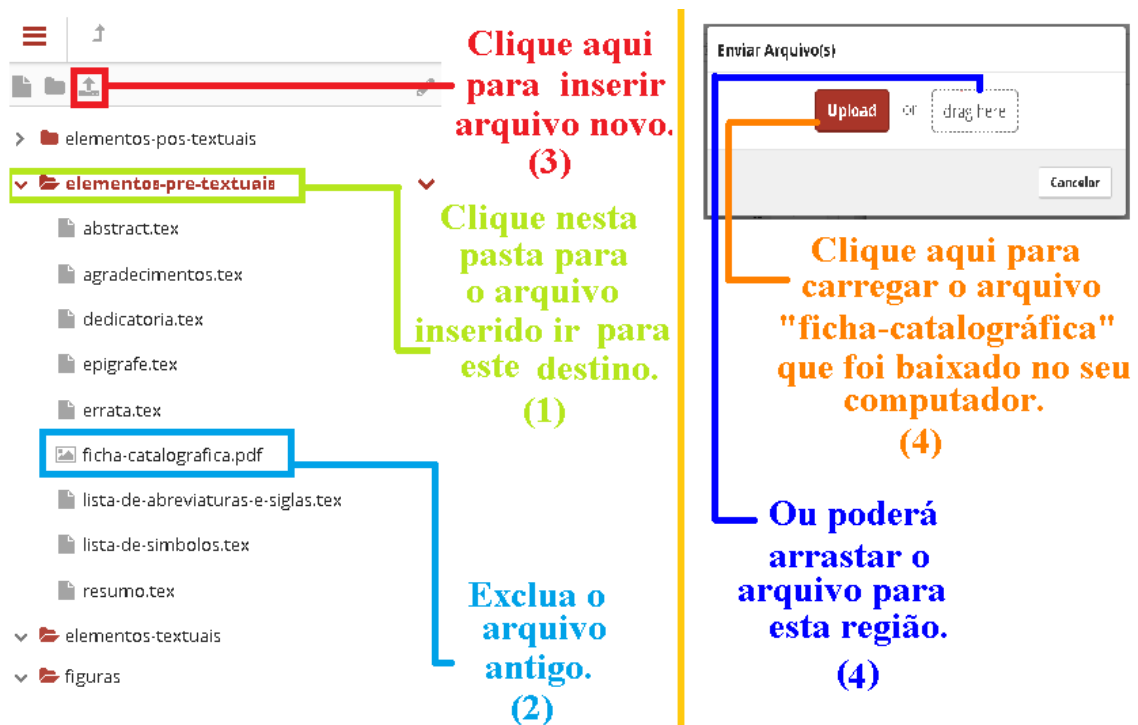 elementos-pos-textuais
elementos-pre-textuais
abstract.tex
agradecimentos.tex
dedicatoria.tex
epigrafe.tex
errata.tex
ficha-catalografica.pdf
lista-de-abreviaturas-e-siglas.tex
lista-de-simbolos.tex
resumo.tex
elementos-textuais
figuras
Clique aqui
para inserir
arquivo novo.
(3)
Clique nesta
pasta para
o arquivo
inserido ir para
este destino.
(1)
Exclua o
arquivo
antigo.
(2)
Enviar Arquivo(s)
Upload or drag here
Cancelar
Clique aqui para
carregar o arquivo
"ficha-catalográfica"
que foi baixado no seu
computador.
(4)
Ou poderá
arrastar o
arquivo para
esta região.
(4)